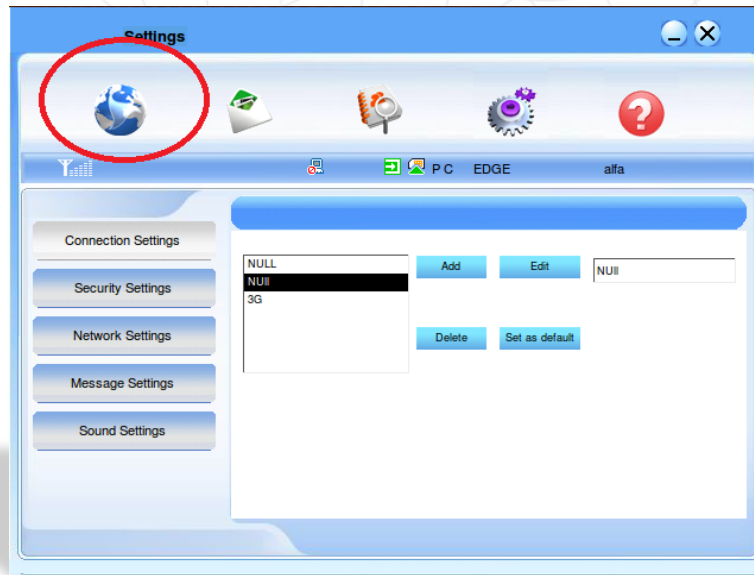 Settings
?
P C EDGE alfa
Connection Settings
Security Settings
Network Settings
Message Settings
Sound Settings
NULL
NUll
3G
Add
Edit
NUll
Delete
Set as default